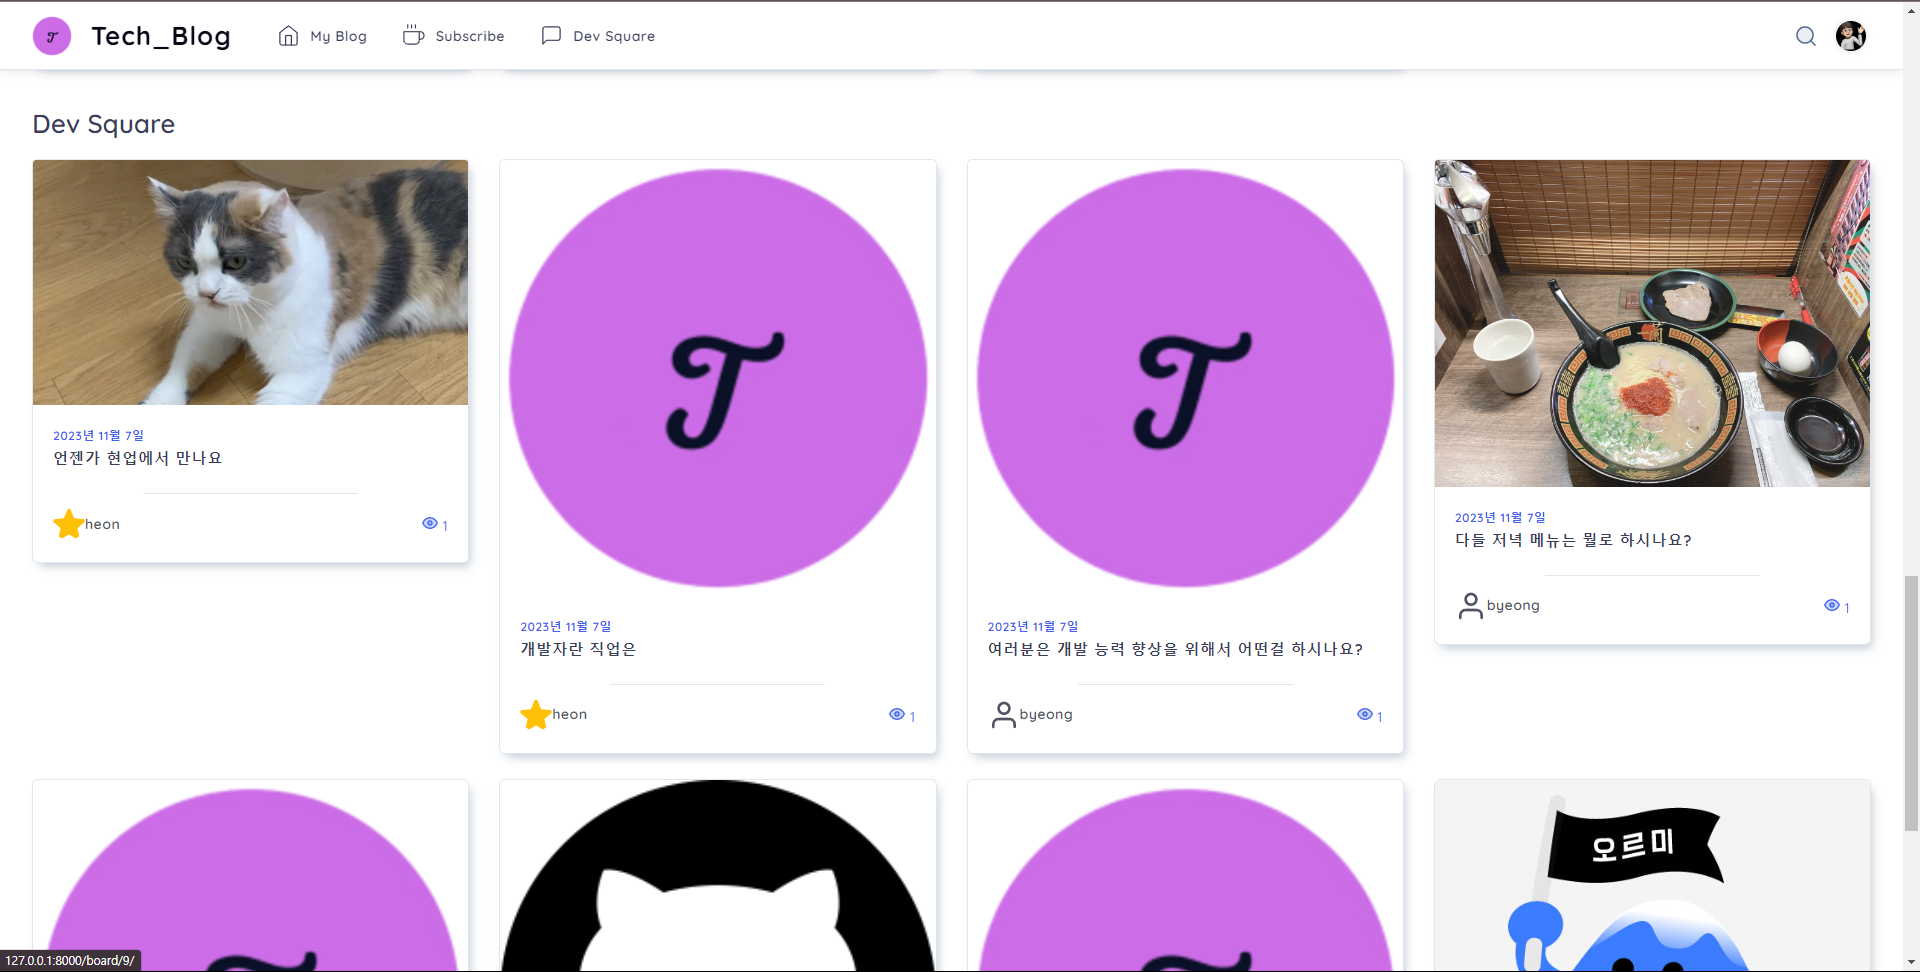 T
Tech_Blog
My Blog
Subscribe
Dev Square
Dev Square
T
T
2023년 11월 7일
언젠가 현업에서 만나요
heon
1
2023년 11월 7일
다들 저녁 메뉴는 뭘로 하시나요?
byeong
1
2023년 11월 7일
개발자란 직업은
heon
1
2023년 11월 7일
여러분은 개발 능력 향상을 위해서 어떤걸 하시나요?
byeong
1
오르미
127.0.0.1:8000/board/9/